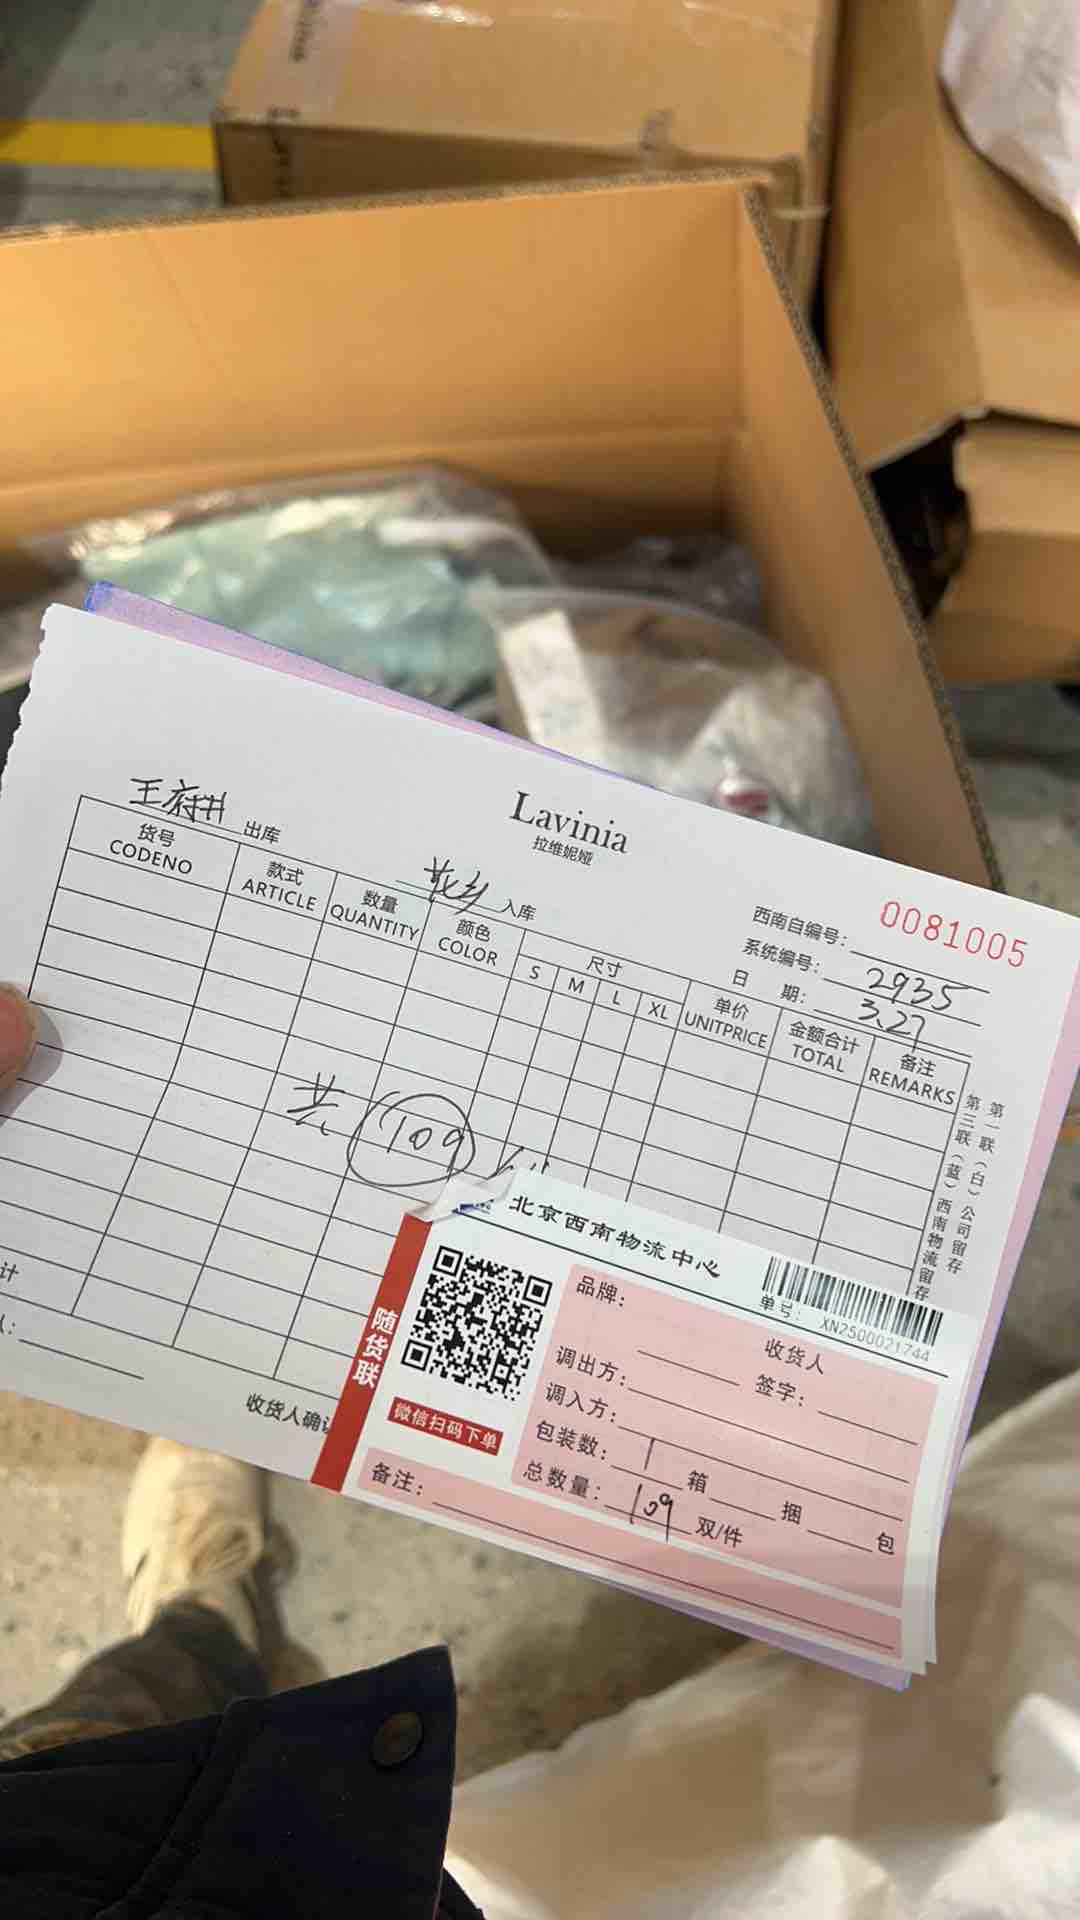 Lavinia
拉维妮娅
王府井 出库
花乡 入库
0081005
西南自编号:
系统编号: 2935
日 期: 3.27
货号 款式 数量 颜色 尺寸 单价 金额合计 备注
CODENO ARTICLE QUANTITY COLOR S M L XL UNITPRICE TOTAL REMARKS
共 109 件
第一联(白)公司留存
第三联(蓝)西南物流留存
计
收货人确认
北京西南物流中心
单号: XN2500021744
随货联
微信扫码下单
品牌:
收货人
签字:
调出方:
调入方:
包装数: 1 箱 捆 包
总数量: 109 双/件
备注: